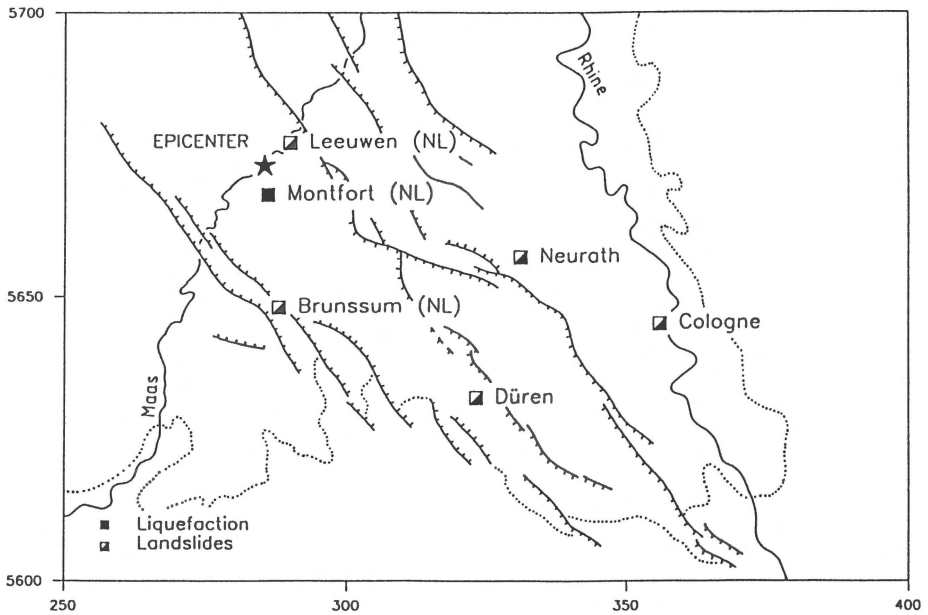 5700
Rhine
EPICENTER
Leeuwen (NL)
Montfort (NL)
Neurath
5650
Brunssum (NL)
Cologne
Maas
Düren
Liquefaction
Landslides
5600
250 300 350 400